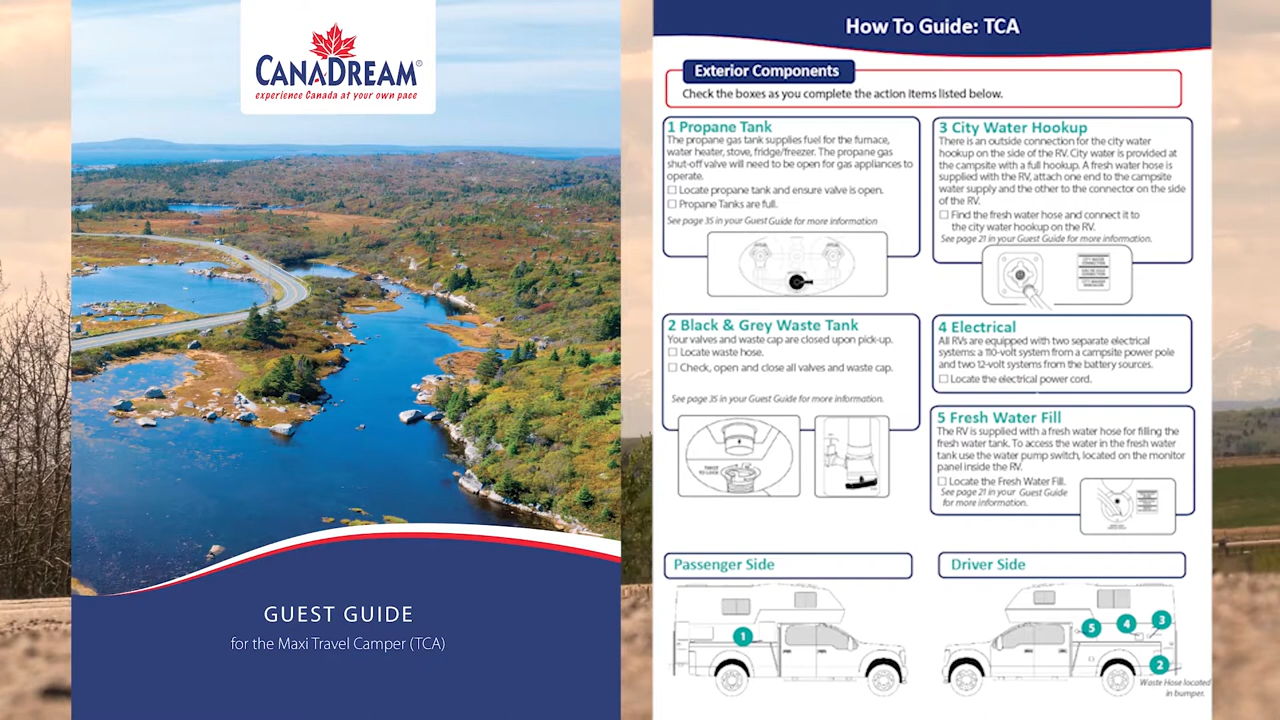 CANADREAM®
experience Canada at your own pace
GUEST GUIDE
for the Maxi Travel Camper (TCA)
How To Guide: TCA
Exterior Components
Check the boxes as you complete the action items listed below.
1 Propane Tank
The propane gas tank supplies fuel for the furnace,
water heater, stove, fridge/freezer. The propane gas
shut-off valve will need to be open for gas appliances to
operate.
☐ Locate propane tank and ensure valve is open.
☐ Propane Tanks are full.
See page 35 in your Guest Guide for more information
2 Black & Grey Waste Tank
Your valves and waste cap are closed upon pick-up.
☐ Locate waste hose.
☐ Check, open and close all valves and waste cap.
See page 35 in your Guest Guide for more information.
TWIST
TO LOCK
3 City Water Hookup
There is an outside connection for the city water
hookup on the side of the RV. City water is provided at
the campsite with a full hookup. A fresh water hose is
supplied with the RV, attach one end to the campsite
water supply and the other to the connector on the side
of the RV.
☐ Find the fresh water hose and connect it to
the city water hookup on the RV.
See page 21 in your Guest Guide for more information.
CITY WATER
CONNECTION
4 Electrical
All RVs are equipped with two separate electrical
systems: a 110-volt system from a campsite power pole
and two 12-volt systems from the battery sources.
☐ Locate the electrical power cord.
5 Fresh Water Fill
The RV is supplied with a fresh water hose for filling the
fresh water tank. To access the water in the fresh water
tank use the water pump switch, located on the monitor
panel inside the RV.
☐ Locate the Fresh Water Fill.
See page 21 in your Guest Guide
for more information.
Passenger Side
1
Driver Side
5
4
3
2
Waste Hose located
in bumper.